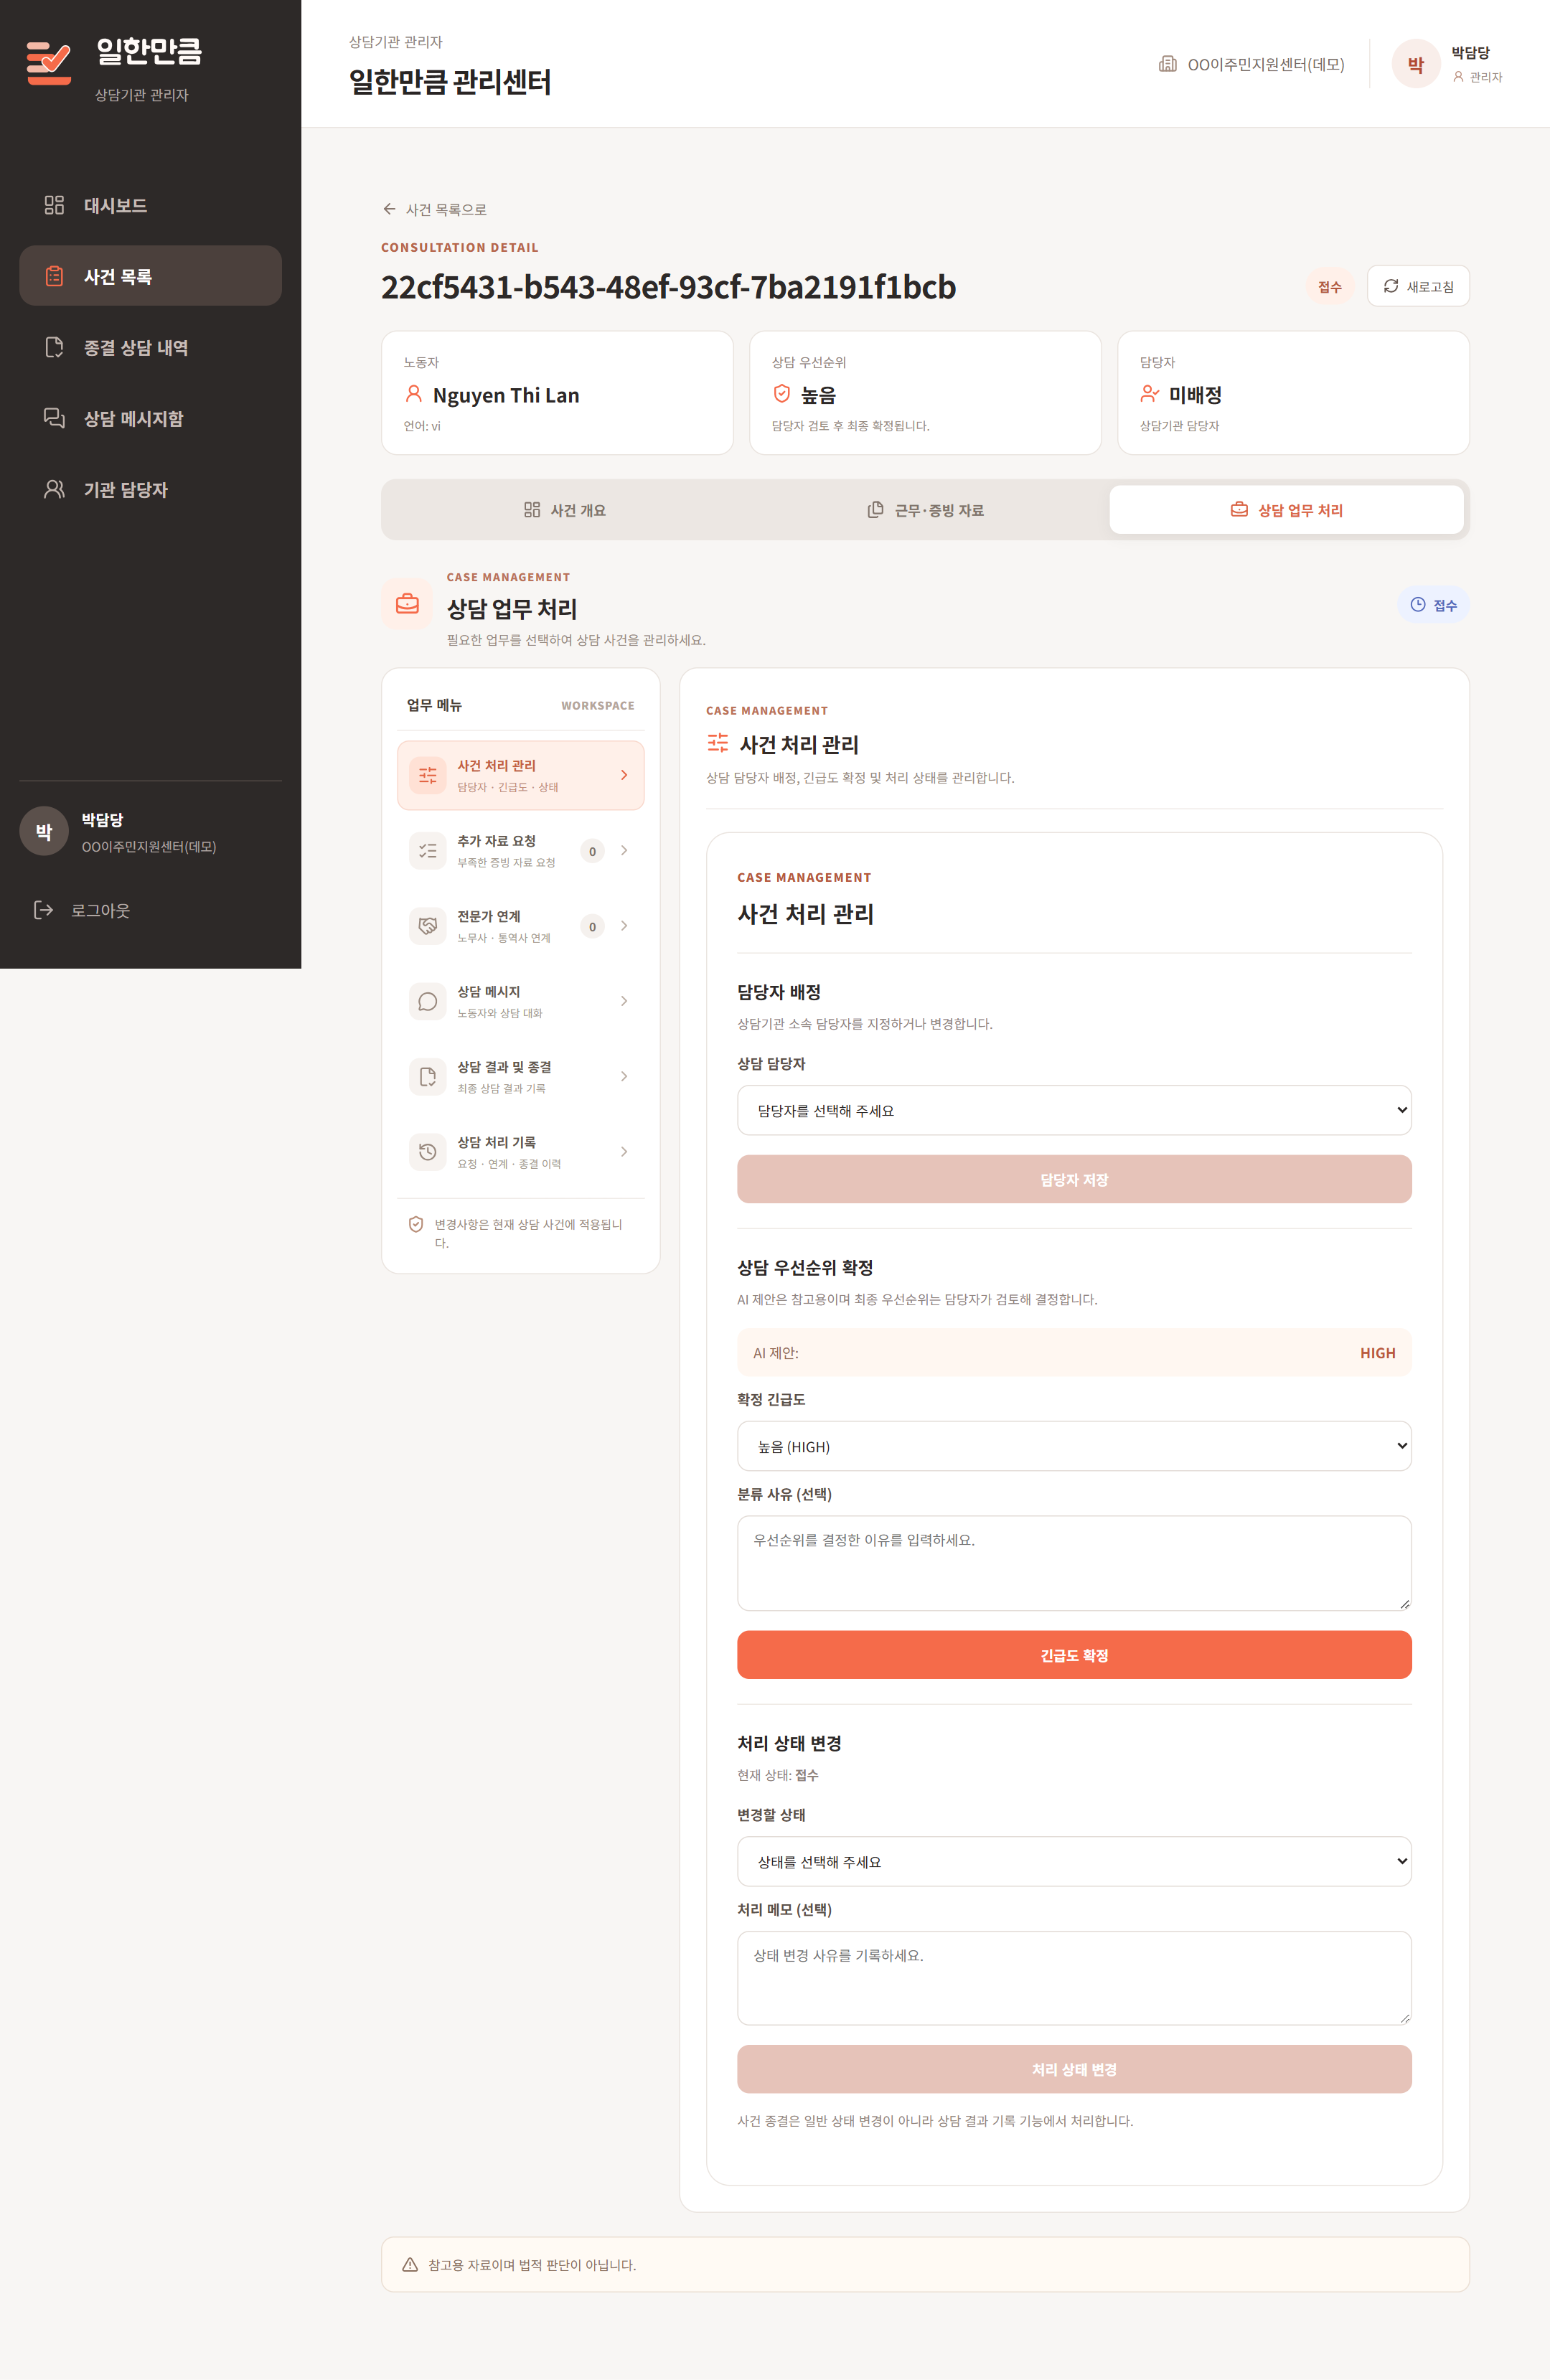 일한만큼
상담기관 관리자
대시보드
사건 목록
종결 상담 내역
상담 메시지함
기관 담당자
박
박담당
OO이주민지원센터(데모)
로그아웃
상담기관 관리자
일한만큼 관리센터
OO이주민지원센터(데모)
박
박담당
관리자
사건 목록으로
CONSULTATION DETAIL
22cf5431-b543-48ef-93cf-7ba2191f1bcb
접수
새로고침
노동자
Nguyen Thi Lan
언어: vi
상담 우선순위
높음
담당자 검토 후 최종 확정됩니다.
담당자
미배정
상담기관 담당자
사건 개요
근무·증빙 자료
상담 업무 처리
CASE MANAGEMENT
상담 업무 처리
필요한 업무를 선택하여 상담 사건을 관리하세요.
접수
업무 메뉴
WORKSPACE
사건 처리 관리
담당자 · 긴급도 · 상태
추가 자료 요청
부족한 증빙 자료 요청
0
전문가 연계
노무사 · 통역사 연계
0
상담 메시지
노동자와 상담 대화
상담 결과 및 종결
최종 상담 결과 기록
상담 처리 기록
요청 · 연계 · 종결 이력
변경사항은 현재 상담 사건에 적용됩니
다.
CASE MANAGEMENT
사건 처리 관리
상담 담당자 배정, 긴급도 확정 및 처리 상태를 관리합니다.
CASE MANAGEMENT
사건 처리 관리
담당자 배정
상담기관 소속 담당자를 지정하거나 변경합니다.
상담 담당자
담당자를 선택해 주세요
담당자 저장
상담 우선순위 확정
AI 제안은 참고용이며 최종 우선순위는 담당자가 검토해 결정합니다.
AI 제안:
HIGH
확정 긴급도
높음 (HIGH)
분류 사유 (선택)
우선순위를 결정한 이유를 입력하세요.
긴급도 확정
처리 상태 변경
현재 상태: 접수
변경할 상태
상태를 선택해 주세요
처리 메모 (선택)
상태 변경 사유를 기록하세요.
처리 상태 변경
사건 종결은 일반 상태 변경이 아니라 상담 결과 기록 기능에서 처리합니다.
참고용 자료이며 법적 판단이 아닙니다.